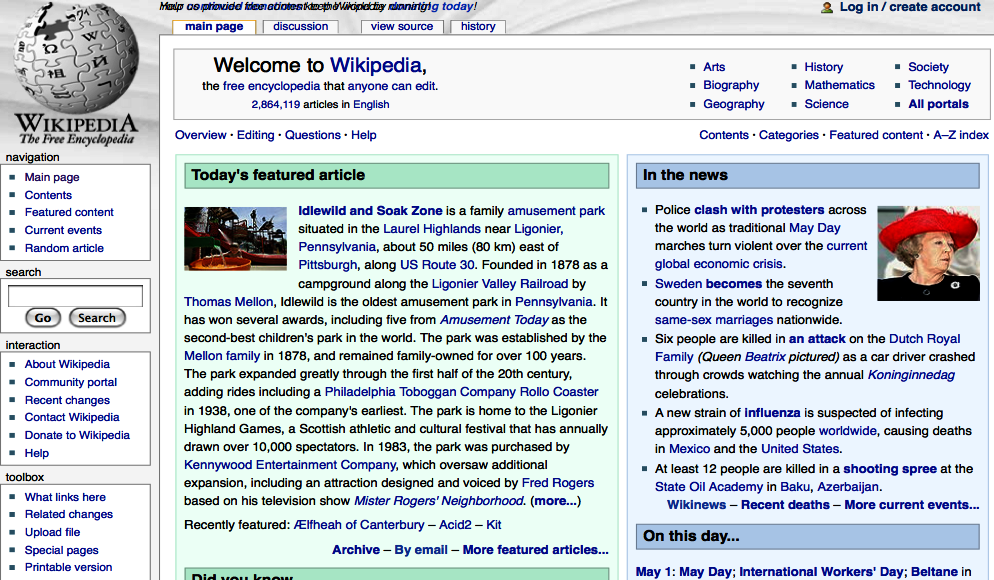 Log in / create account
main page discussion view source history
WIKIPEDIA
The Free Encyclopedia
navigation
Main page
Contents
Featured content
Current events
Random article
search
Go Search
interaction
About Wikipedia
Community portal
Recent changes
Contact Wikipedia
Donate to Wikipedia
Help
toolbox
What links here
Related changes
Upload file
Special pages
Printable version
Welcome to Wikipedia,
the free encyclopedia that anyone can edit.
2,864,119 articles in English
Arts
Biography
Geography
History
Mathematics
Science
Society
Technology
All portals
Overview · Editing · Questions · Help
Contents · Categories · Featured content · A–Z index
Today's featured article
Idlewild and Soak Zone is a family amusement park
situated in the Laurel Highlands near Ligonier,
Pennsylvania, about 50 miles (80 km) east of
Pittsburgh, along US Route 30. Founded in 1878 as a
campground along the Ligonier Valley Railroad by
Thomas Mellon, Idlewild is the oldest amusement park in Pennsylvania. It
has won several awards, including five from Amusement Today as the
second-best children's park in the world. The park was established by the
Mellon family in 1878, and remained family-owned for over 100 years.
The park expanded greatly through the first half of the 20th century,
adding rides including a Philadelphia Toboggan Company Rollo Coaster
in 1938, one of the company's earliest. The park is home to the Ligonier
Highland Games, a Scottish athletic and cultural festival that has annually
drawn over 10,000 spectators. In 1983, the park was purchased by
Kennywood Entertainment Company, which oversaw additional
expansion, including an attraction designed and voiced by Fred Rogers
based on his television show Mister Rogers' Neighborhood. (more...)
Recently featured: Ælfheah of Canterbury – Acid2 – Kit
Archive – By email – More featured articles...
Did you know
In the news
Police clash with protesters across
the world as traditional May Day
marches turn violent over the current
global economic crisis.
Sweden becomes the seventh
country in the world to recognize
same-sex marriages nationwide.
Six people are killed in an attack on the Dutch Royal
Family (Queen Beatrix pictured) as a car driver crashed
through crowds watching the annual Koninginnedag
celebrations.
A new strain of influenza is suspected of infecting
approximately 5,000 people worldwide, causing deaths
in Mexico and the United States.
At least 12 people are killed in a shooting spree at the
State Oil Academy in Baku, Azerbaijan.
Wikinews – Recent deaths – More current events...
On this day...
May 1: May Day; International Workers' Day; Beltane in